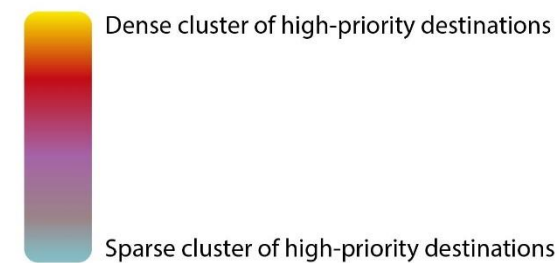 Dense cluster of high-priority destinations
Sparse cluster of high-priority destinations